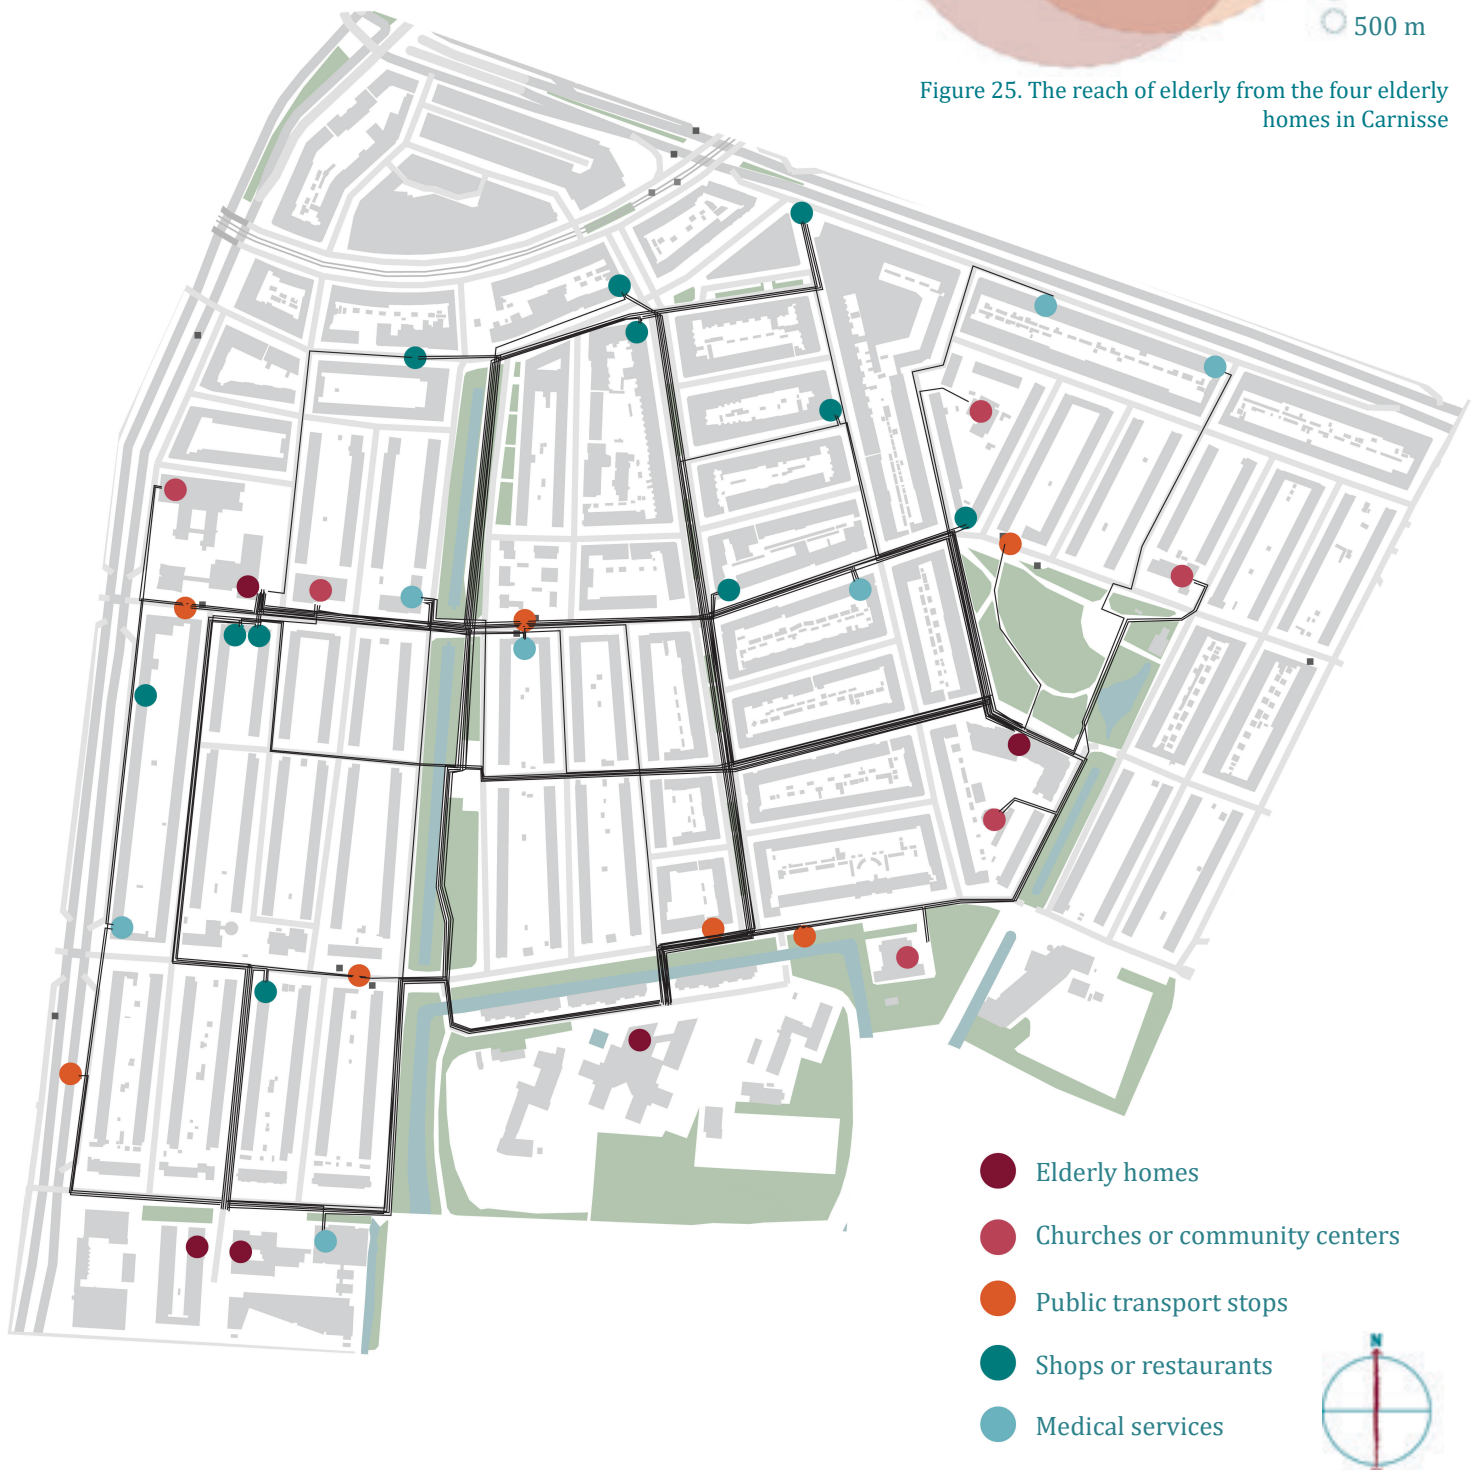 500 m
Figure 25. The reach of elderly from the four elderly
homes in Carnisse
Elderly homes
Churches or community centers
Public transport stops
Shops or restaurants
Medical services
N